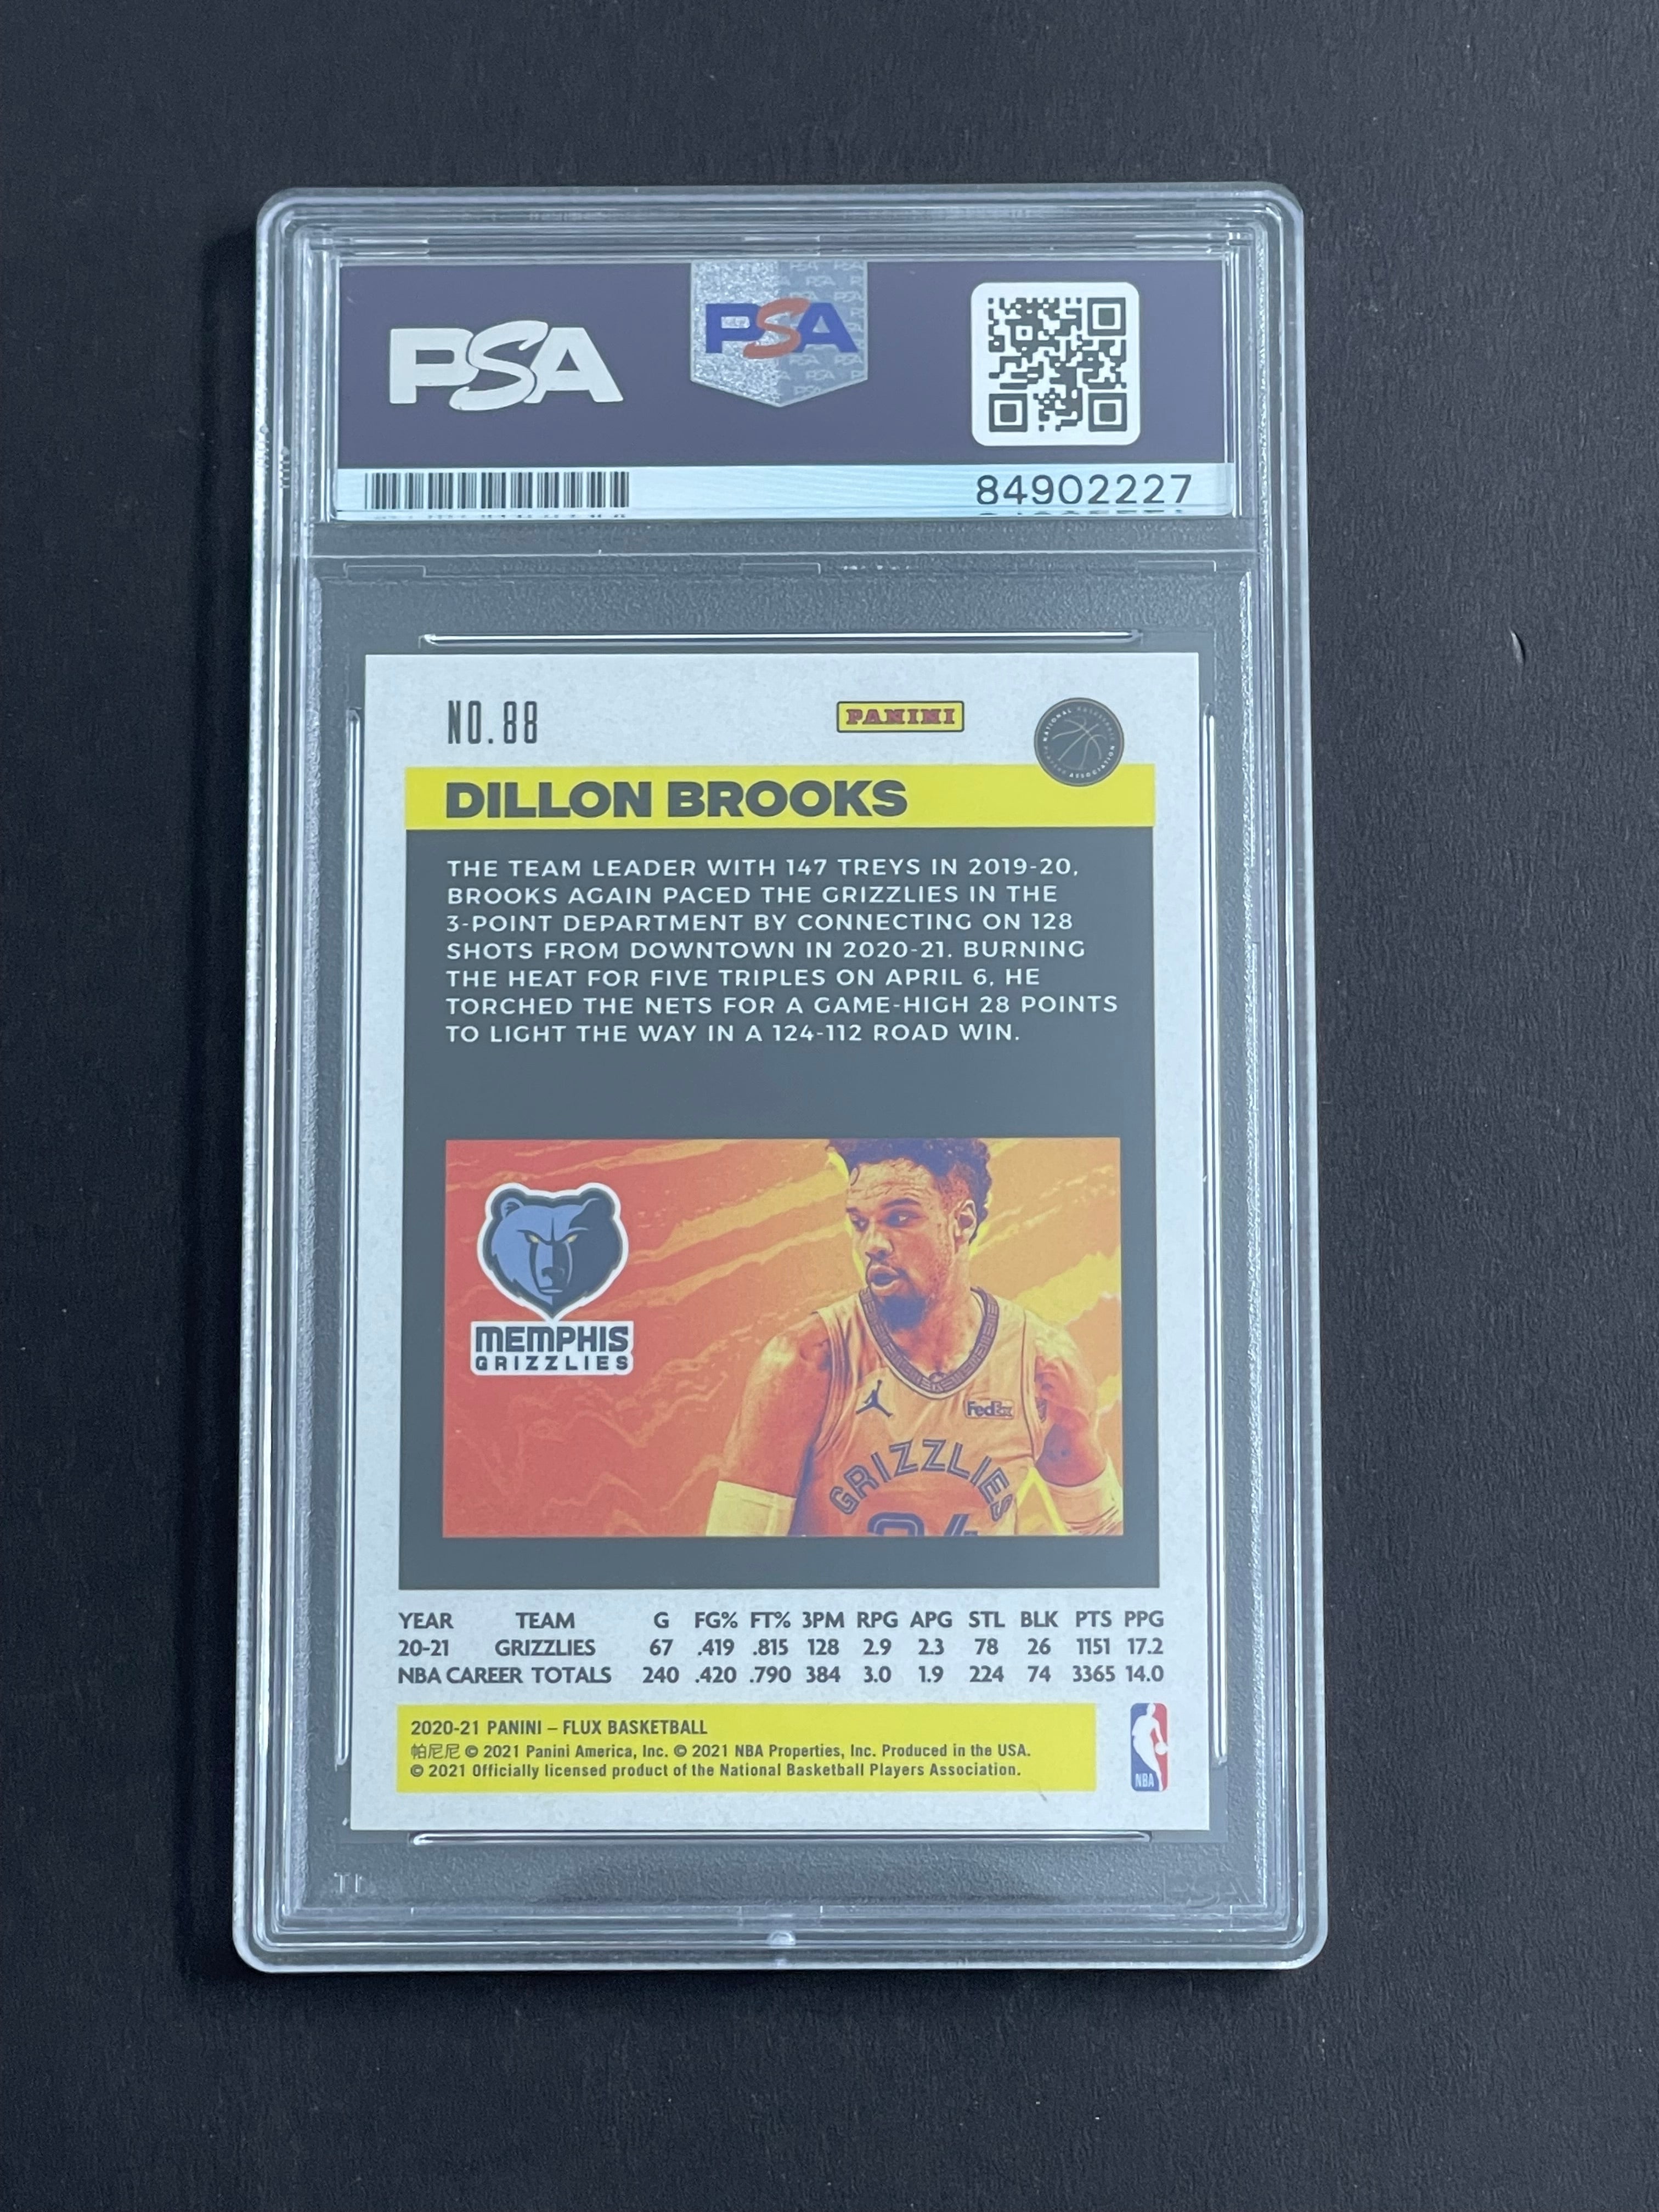 PSA
PSA
84902227
NO.88
PANINI
NATIONAL BASKETBALL ASSOCIATION
DILLON BROOKS
THE TEAM LEADER WITH 147 TREYS IN 2019-20,
BROOKS AGAIN PACED THE GRIZZLIES IN THE
3-POINT DEPARTMENT BY CONNECTING ON 128
SHOTS FROM DOWNTOWN IN 2020-21. BURNING
THE HEAT FOR FIVE TRIPLES ON APRIL 6, HE
TORCHED THE NETS FOR A GAME-HIGH 28 POINTS
TO LIGHT THE WAY IN A 124-112 ROAD WIN.
MEMPHIS
GRIZZLIES
FedEx
GRIZZLIES
24
YEAR TEAM G FG% FT% 3PM RPG APG STL BLK PTS PPG
20-21 GRIZZLIES 67 .419 .815 128 2.9 2.3 78 26 1151 17.2
NBA CAREER TOTALS 240 .420 .790 384 3.0 1.9 224 74 3365 14.0
2020-21 PANINI – FLUX BASKETBALL
帕尼尼 © 2021 Panini America, Inc. © 2021 NBA Properties, Inc. Produced in the USA.
© 2021 Officially licensed product of the National Basketball Players Association.
NBA
PSA